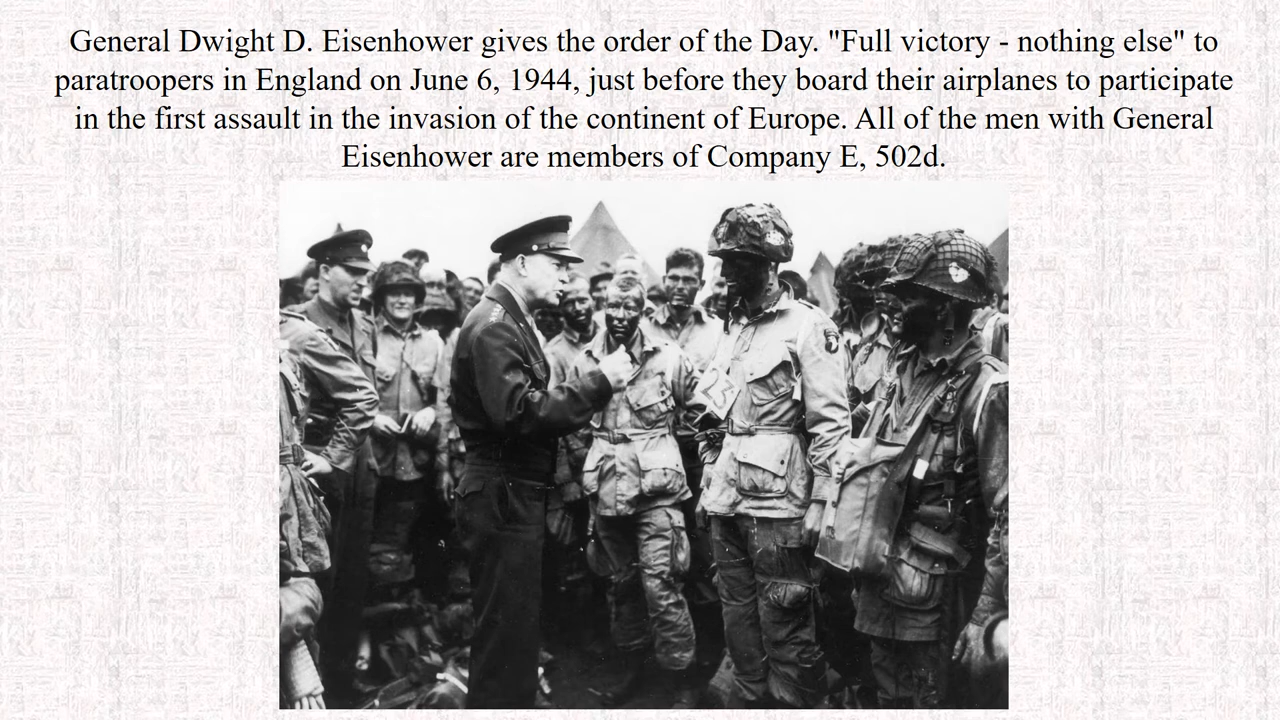 General Dwight D. Eisenhower gives the order of the Day. "Full victory - nothing else" to
paratroopers in England on June 6, 1944, just before they board their airplanes to participate
in the first assault in the invasion of the continent of Europe. All of the men with General
Eisenhower are members of Company E, 502d.
23